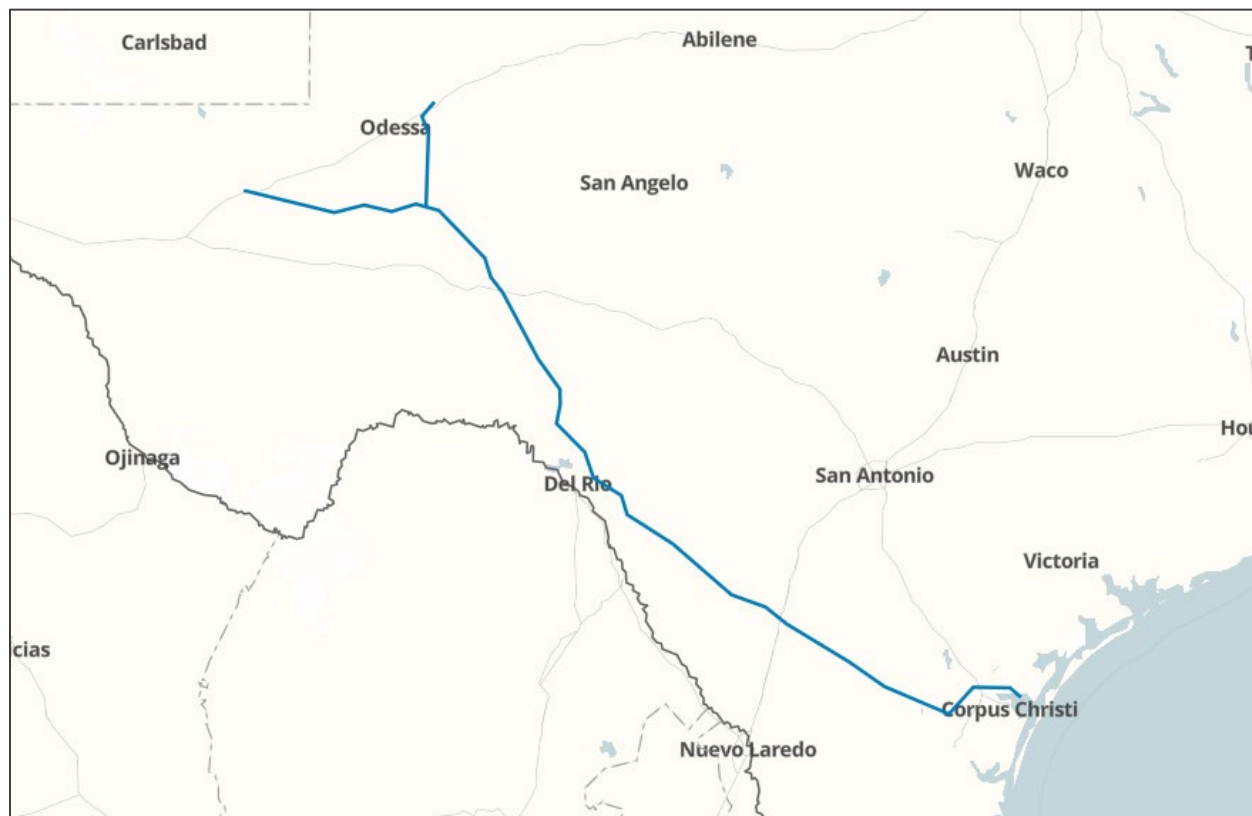 Carlsbad
Abilene
T
Odessa
San Angelo
Waco
Austin
Hou
Ojinaga
San Antonio
Del Rio
Victoria
cias
Corpus Christi
Nuevo Laredo